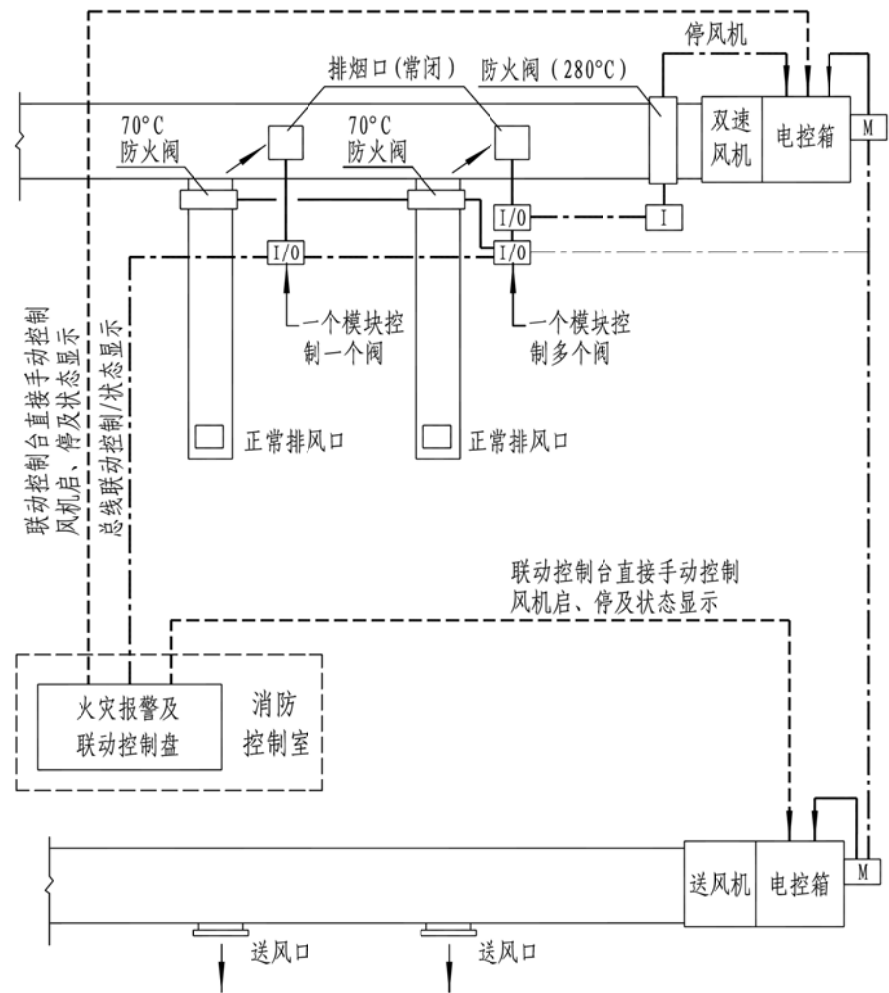 停风机
排烟口(常闭)
防火阀(280°C)
70°C
防火阀
70°C
防火阀
双速
风机
电控箱
M
I/O
I
I/O
I/O
一个模块控
制一个阀
一个模块控
制多个阀
联动控制台直接手动控制
风机启、停及状态显示
总线联动控制/状态显示
正常排风口
正常排风口
联动控制台直接手动控制
风机启、停及状态显示
火灾报警及
联动控制盘
消防
控制室
送风机
电控箱
M
送风口
送风口